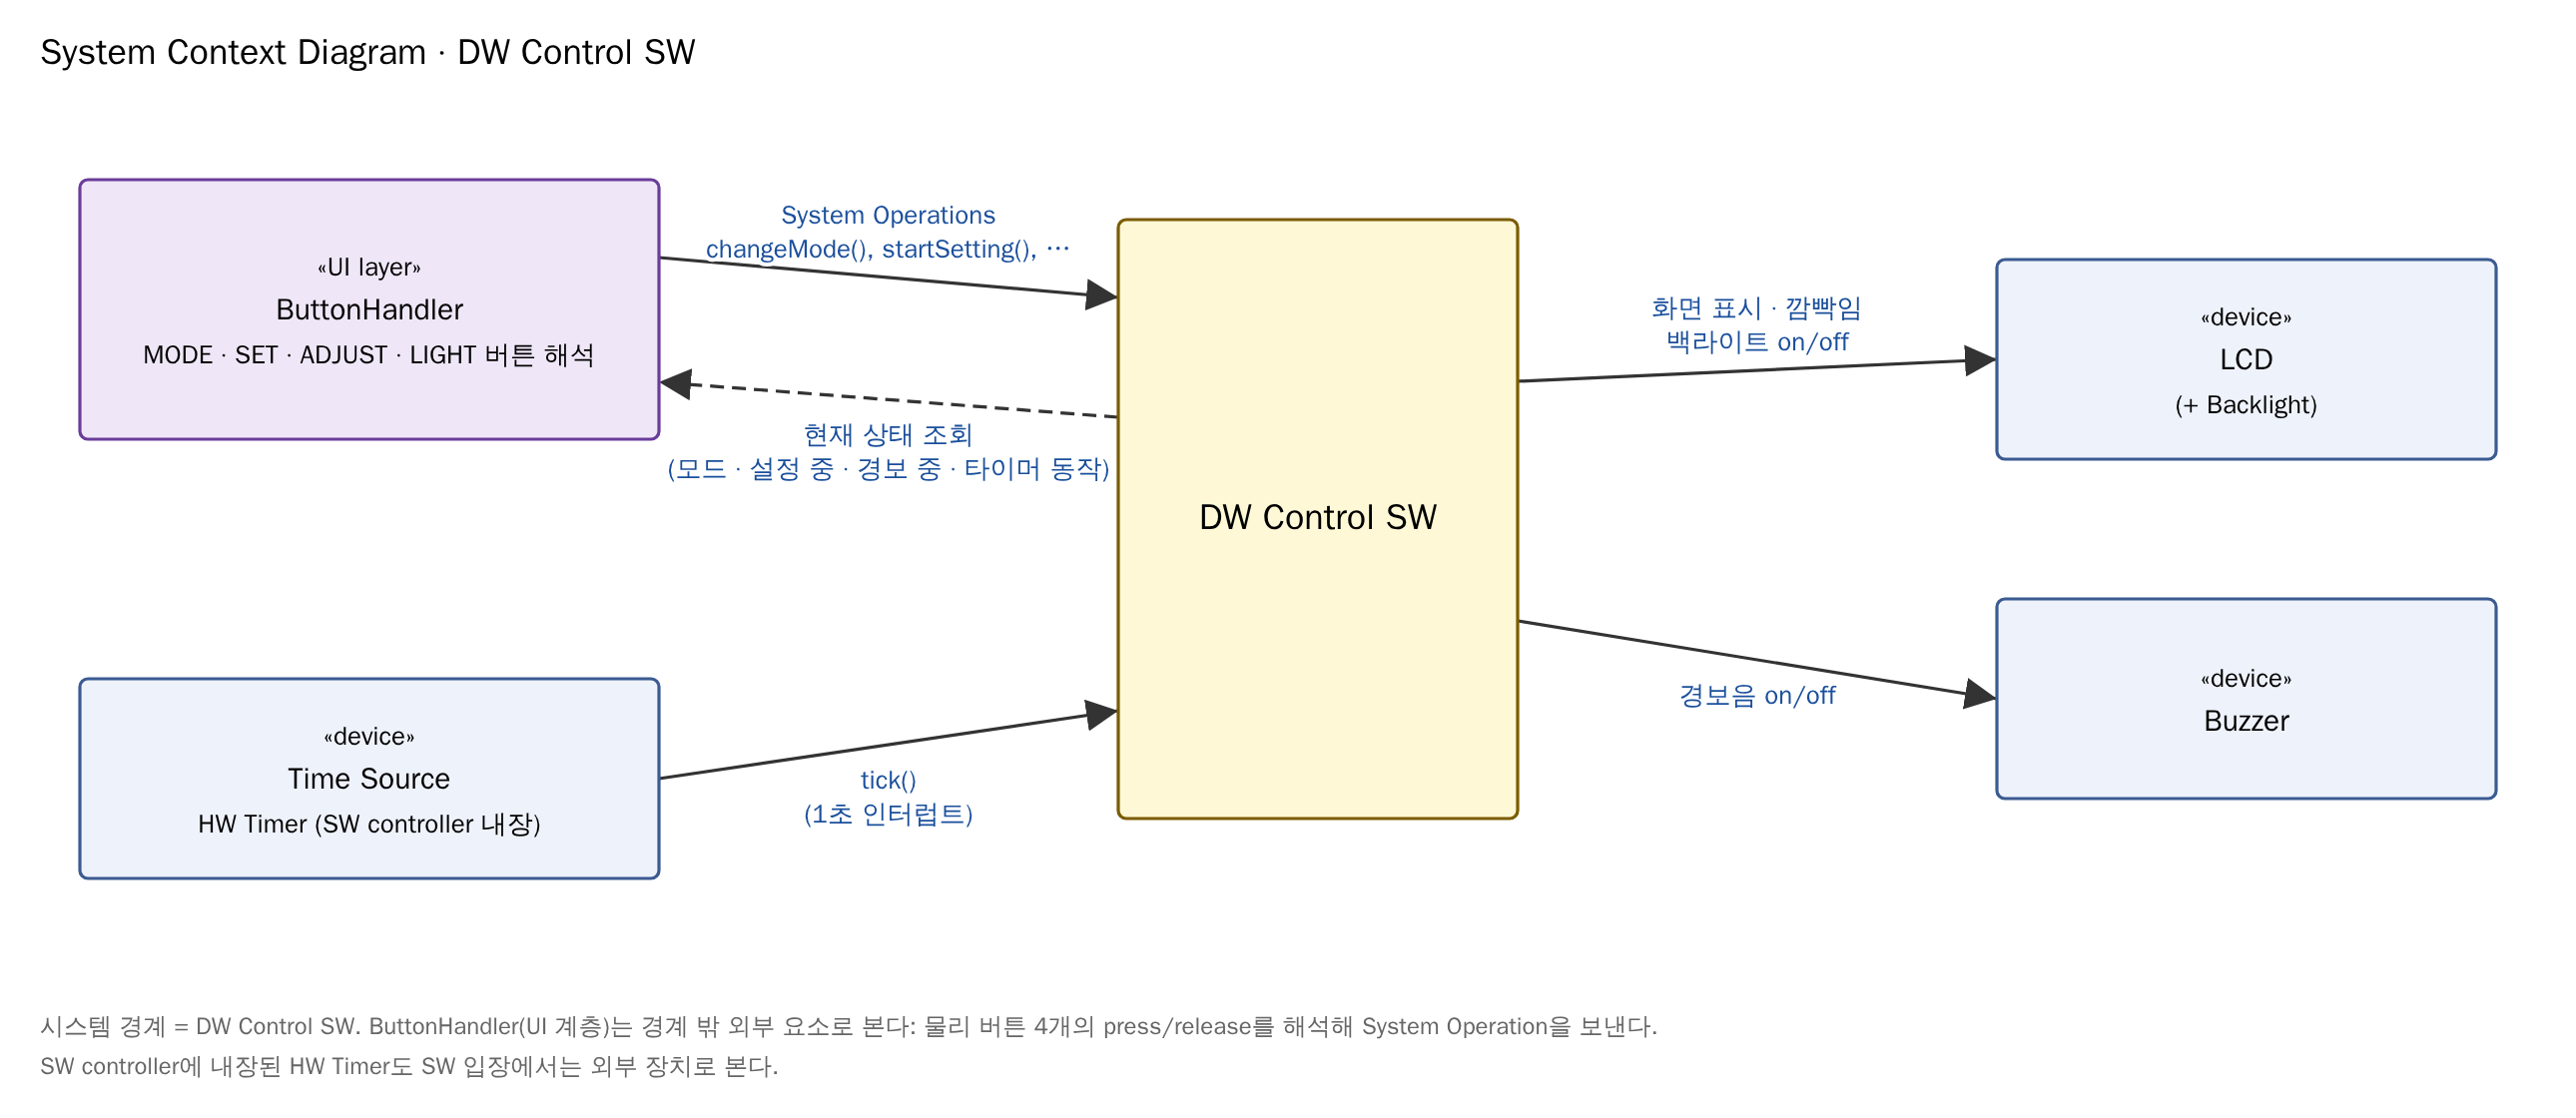 System Context Diagram · DW Control SW
«UI layer»
ButtonHandler
MODE · SET · ADJUST · LIGHT 버튼 해석
System Operations
changeMode(), startSetting(), ⋯
현재 상태 조회
(모드 · 설정 중 · 경보 중 · 타이머 동작)
«device»
Time Source
HW Timer (SW controller 내장)
tick()
(1초 인터럽트)
DW Control SW
화면 표시 · 깜빡임
백라이트 on/off
«device»
LCD
(+ Backlight)
경보음 on/off
«device»
Buzzer
시스템 경계 = DW Control SW. ButtonHandler(UI 계층)는 경계 밖 외부 요소로 본다: 물리 버튼 4개의 press/release를 해석해 System Operation을 보낸다.
SW controller에 내장된 HW Timer도 SW 입장에서는 외부 장치로 본다.